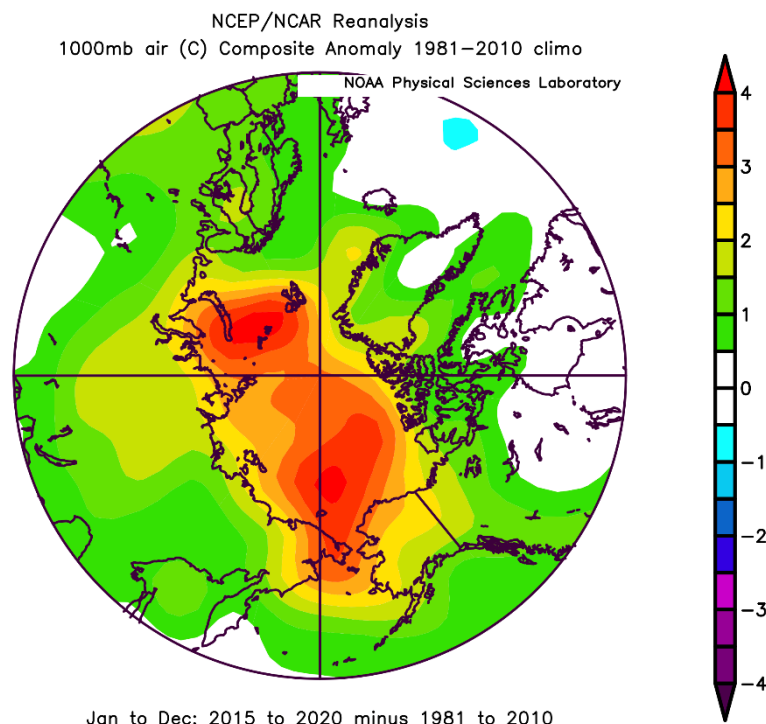 NCEP/NCAR Reanalysis
1000mb air (C) Composite Anomaly 1981-2010 climo
NOAA Physical Sciences Laboratory
4
3
2
1
0
-1
-2
-3
-4
Jan to Dec: 2015 to 2020 minus 1981 to 2010